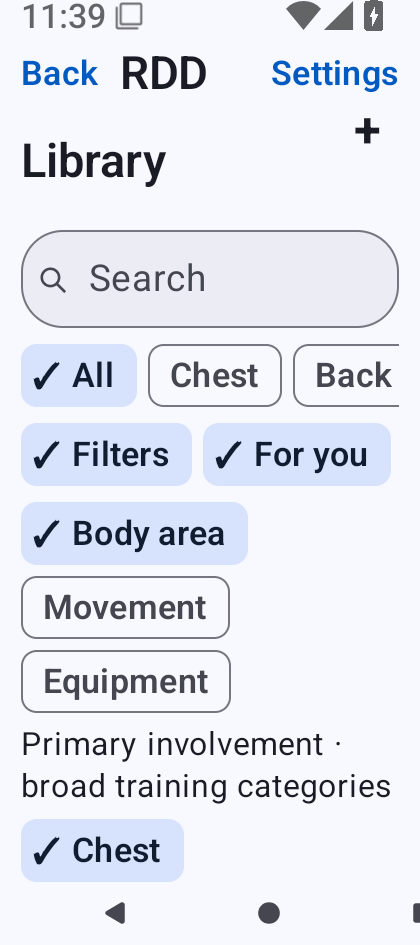 11:39
Back RDD Settings
+
Library
Search
✓ All Chest Back
✓ Filters ✓ For you
✓ Body area
Movement
Equipment
Primary involvement ·
broad training categories
✓ Chest